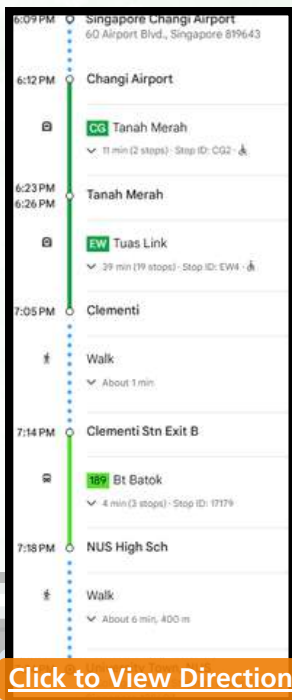 6:09 PM Singapore Changi Airport
60 Airport Blvd., Singapore 819643
6:12 PM Changi Airport
CG Tanah Merah
11 min (2 stops) · Stop ID: CG2 ·
6:23 PM
6:26 PM
Tanah Merah
EW Tuas Link
39 min (19 stops) · Stop ID: EW4 ·
7:05 PM Clementi
Walk
About 1 min
7:14 PM Clementi Stn Exit B
189 Bt Batok
4 min (3 stops) · Stop ID: 17179
7:18 PM NUS High Sch
Walk
About 6 min, 400 m
Click to View Direction